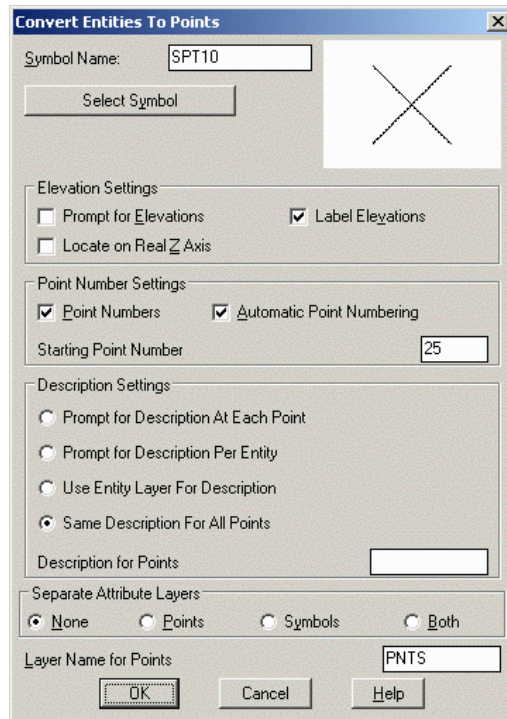 Convert Entities To Points
Symbol Name: SPT10
Select Symbol
Elevation Settings
Prompt for Elevations Label Elevations
Locate on Real Z Axis
Point Number Settings
Point Numbers Automatic Point Numbering
Starting Point Number 25
Description Settings
Prompt for Description At Each Point
Prompt for Description Per Entity
Use Entity Layer For Description
Same Description For All Points
Description for Points
Separate Attribute Layers
None Points Symbols Both
Layer Name for Points PNTS
OK Cancel Help